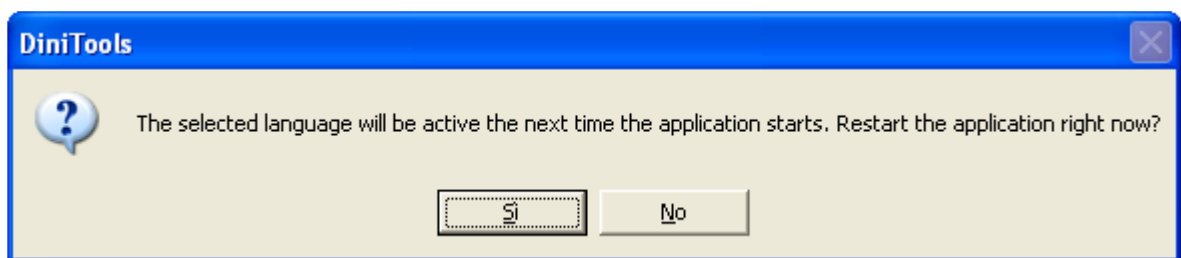 DiniTools
The selected language will be active the next time the application starts. Restart the application right now?
Sì
No